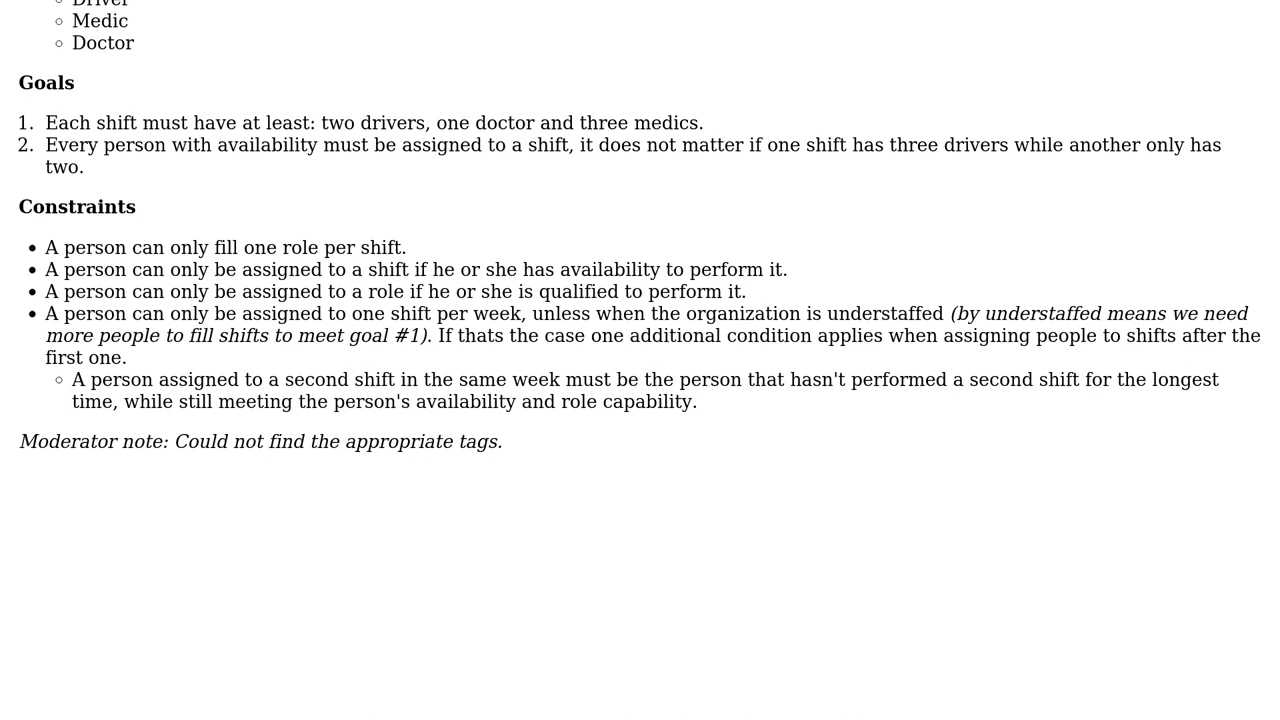 Driver
Medic
Doctor
Goals
1. Each shift must have at least: two drivers, one doctor and three medics.
2. Every person with availability must be assigned to a shift, it does not matter if one shift has three drivers while another only has
two.
Constraints
A person can only fill one role per shift.
A person can only be assigned to a shift if he or she has availability to perform it.
A person can only be assigned to a role if he or she is qualified to perform it.
A person can only be assigned to one shift per week, unless when the organization is understaffed (by understaffed means we need
more people to fill shifts to meet goal #1). If thats the case one additional condition applies when assigning people to shifts after the
first one.
A person assigned to a second shift in the same week must be the person that hasn't performed a second shift for the longest
time, while still meeting the person's availability and role capability.
Moderator note: Could not find the appropriate tags.